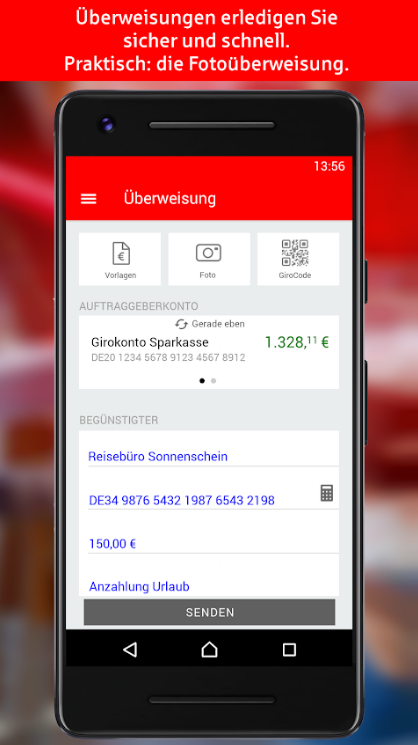 Überweisungen erledigen Sie
sicher und schnell.
Praktisch: die Fotoüberweisung.
13:56
Überweisung
Vorlagen
Foto
GiroCode
AUFTRAGGEBERKONTO
Gerade eben
Girokonto Sparkasse 1.328,11 €
DE20 1234 5678 9123 4567 8912
BEGÜNSTIGTER
Reisebüro Sonnenschein
DE34 9876 5432 1987 6543 2198
150,00 €
Anzahlung Urlaub
SENDEN